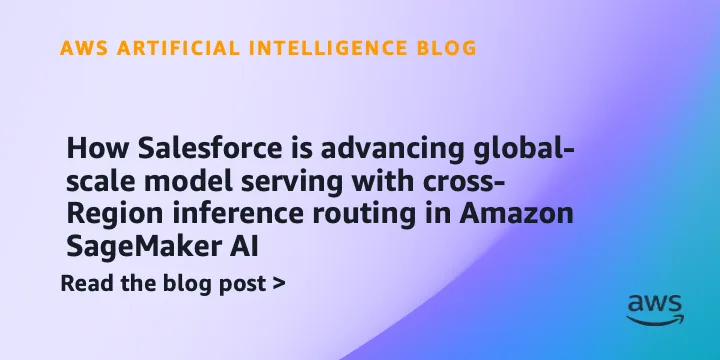 AWS ARTIFICIAL INTELLIGENCE BLOG
How Salesforce is advancing global-
scale model serving with cross-
Region inference routing in Amazon
SageMaker AI
Read the blog post >
aws